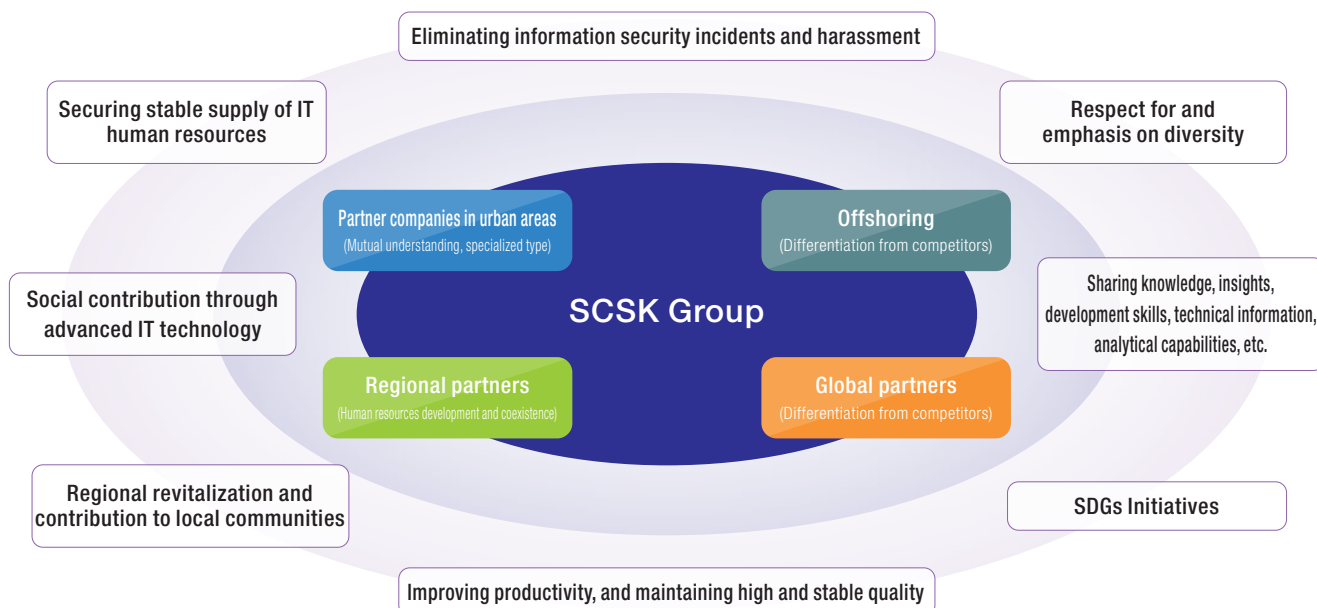 Eliminating information security incidents and harassment
Securing stable supply of IT
human resources
Respect for and
emphasis on diversity
Partner companies in urban areas
(Mutual understanding, specialized type)
Offshoring
(Differentiation from competitors)
Social contribution through
advanced IT technology
SCSK Group
Sharing knowledge, insights,
development skills, technical information,
analytical capabilities, etc.
Regional partners
(Human resources development and coexistence)
Global partners
(Differentiation from competitors)
Regional revitalization and
contribution to local communities
SDGs Initiatives
Improving productivity, and maintaining high and stable quality